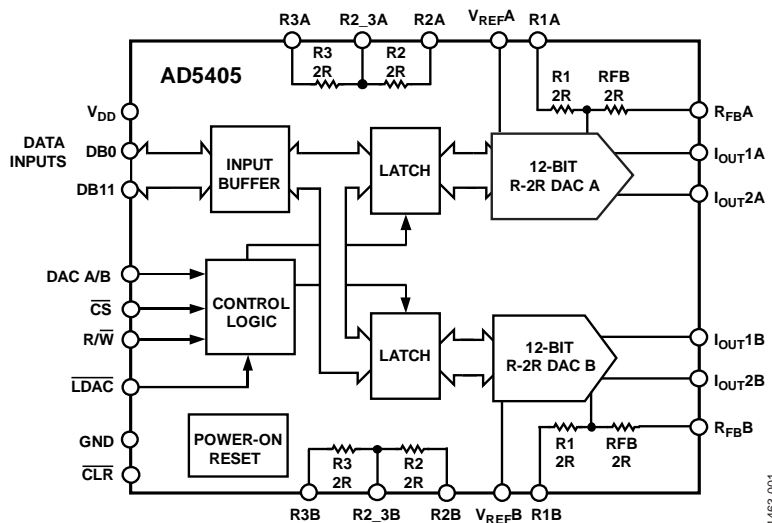 R3A R2_3A R2A VREFA R1A
R3 2R
R2 2R
R1 2R
RFB 2R
AD5405
VDD
RFBA
DATA INPUTS
DB0
DB11
INPUT BUFFER
LATCH
12-BIT R-2R DAC A
IOUT1A
IOUT2A
DAC A/B
C̅S̅
R/W̅
L̅D̅A̅C̅
CONTROL LOGIC
LATCH
12-BIT R-2R DAC B
IOUT1B
IOUT2B
GND
C̅L̅R̅
POWER-ON RESET
R3 2R
R2 2R
R1 2R
RFB 2R
RFBB
R3B R2_3B R2B VREFB R1B